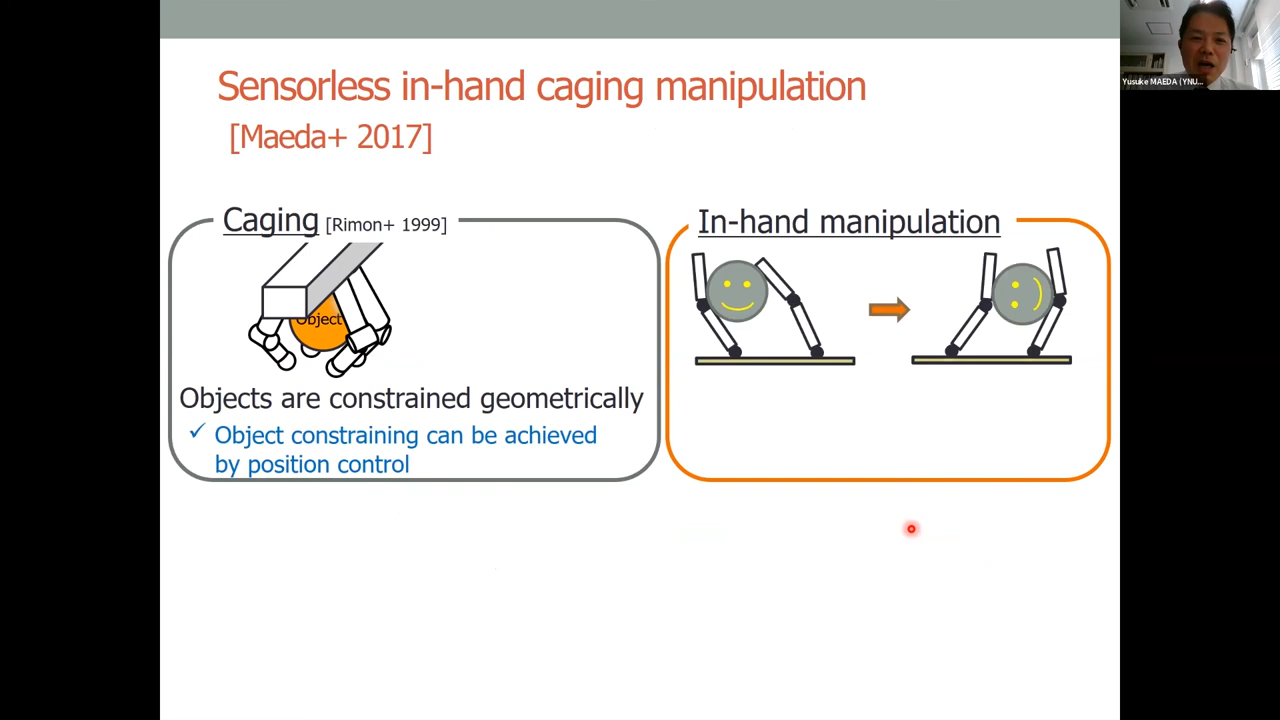 Sensorless in-hand caging manipulation
[Maeda+ 2017]
Caging [Rimon+ 1999]
Object
Objects are constrained geometrically
✓ Object constraining can be achieved
by position control
In-hand manipulation
Yusuke MAEDA (YNU...